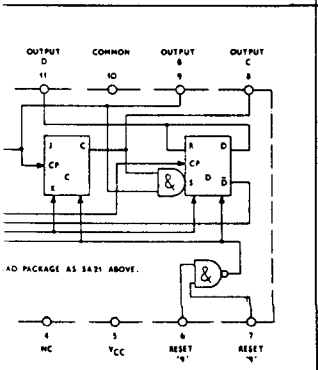 OUTPUT D 11
COMMON 10
OUTPUT B 9
OUTPUT C 8
J C
CP
C
K
R D
CP
D
S D̅
&
&
AD PACKAGE AS SA21 ABOVE.
4 NC
5 VCC
6 RESET '9'
7 RESET '9'